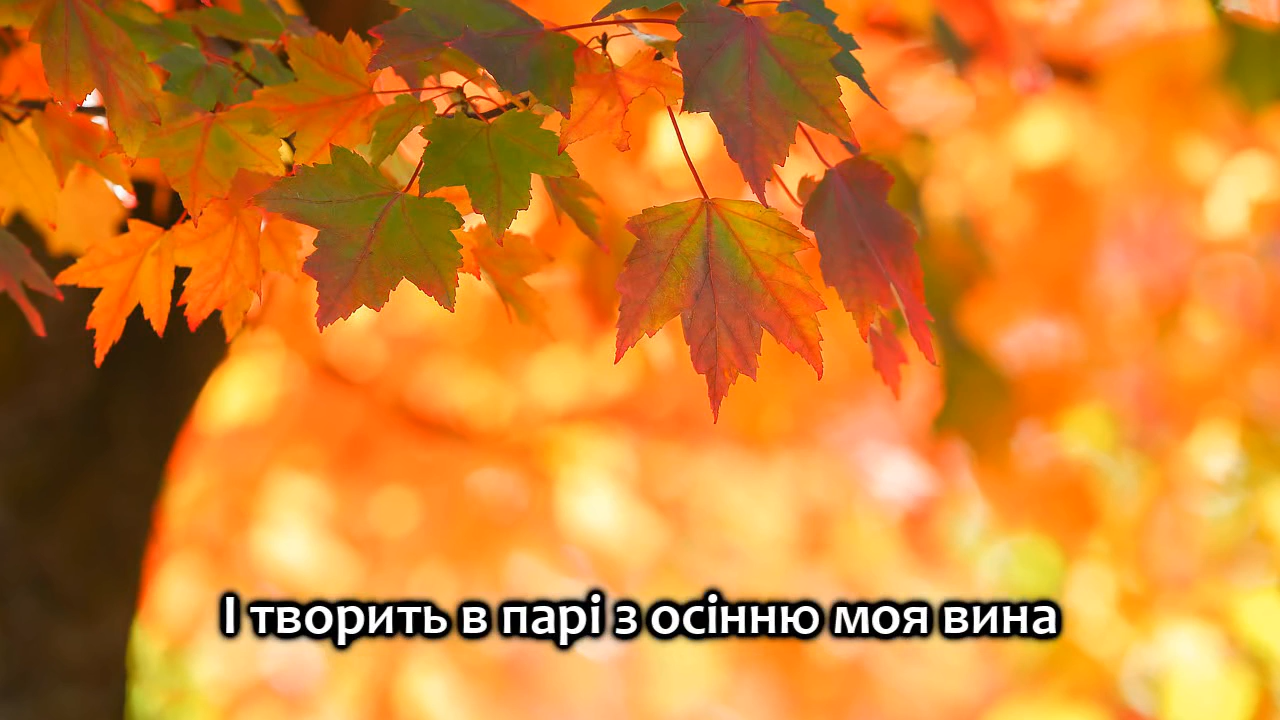 І творить в парі з осінню моя вина